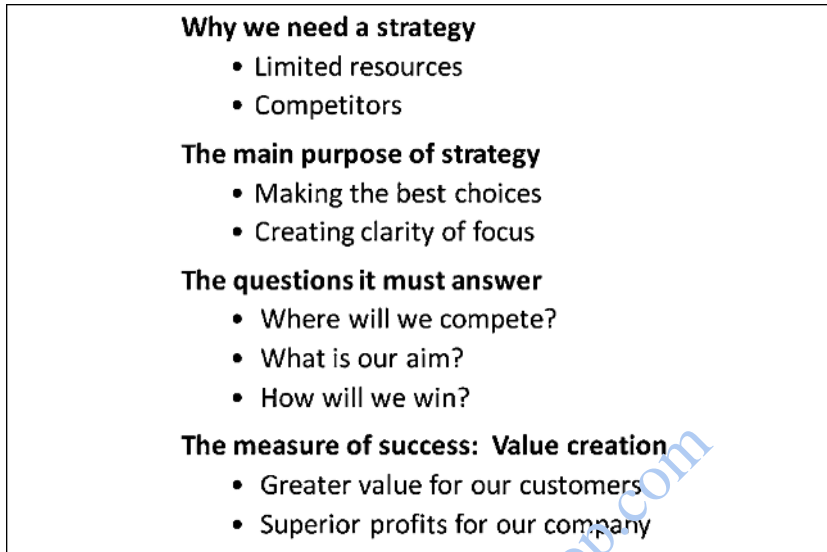 Why we need a strategy
• Limited resources
• Competitors
The main purpose of strategy
• Making the best choices
• Creating clarity of focus
The questions it must answer
• Where will we compete?
• What is our aim?
• How will we win?
The measure of success: Value creation
• Greater value for our customers
• Superior profits for our company